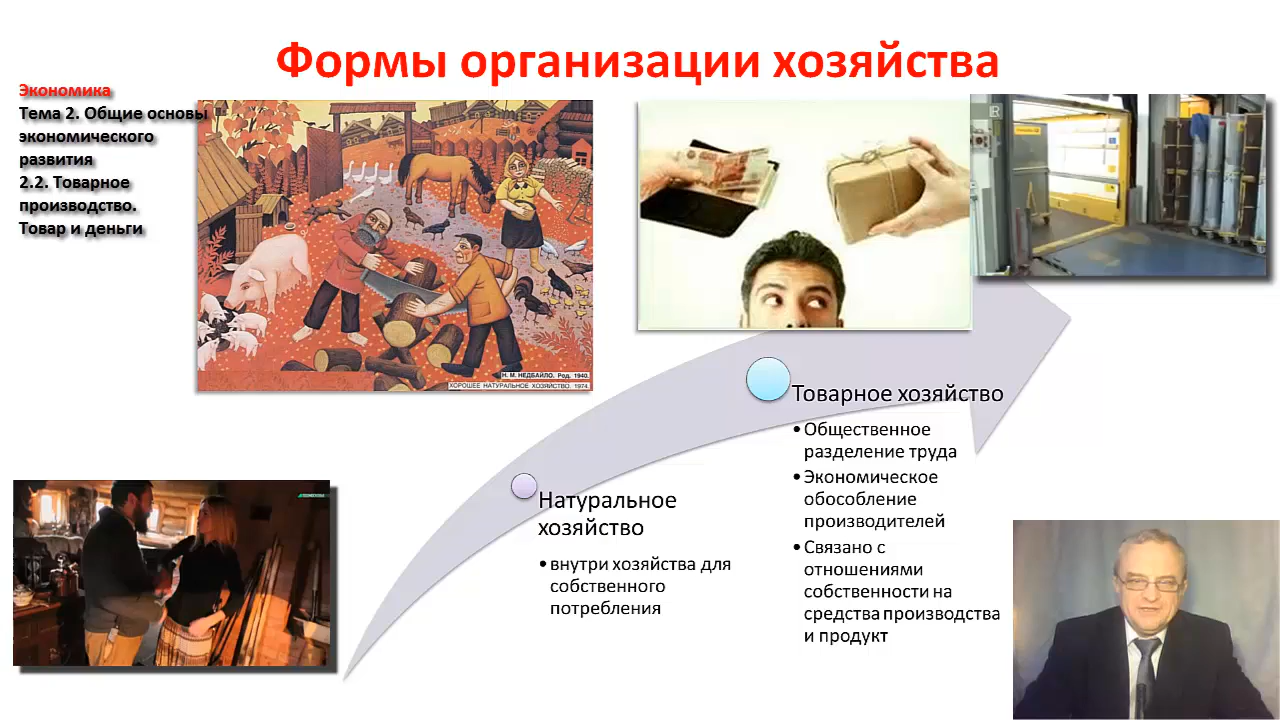 Формы организации хозяйства
Экономика
Тема 2. Общие основы
экономического
развития
2.2. Товарное
производство.
Товар и деньги
Н. М. НЕДБАЙЛО. Род. 1940.
ХОРОШЕЕ НАТУРАЛЬНОЕ ХОЗЯЙСТВО. 1974.
Натуральное
хозяйство
•внутри хозяйства для
собственного
потребления
Товарное хозяйство
•Общественное
разделение труда
•Экономическое
обособление
производителей
•Связано с
отношениями
собственности на
средства производства
и продукт